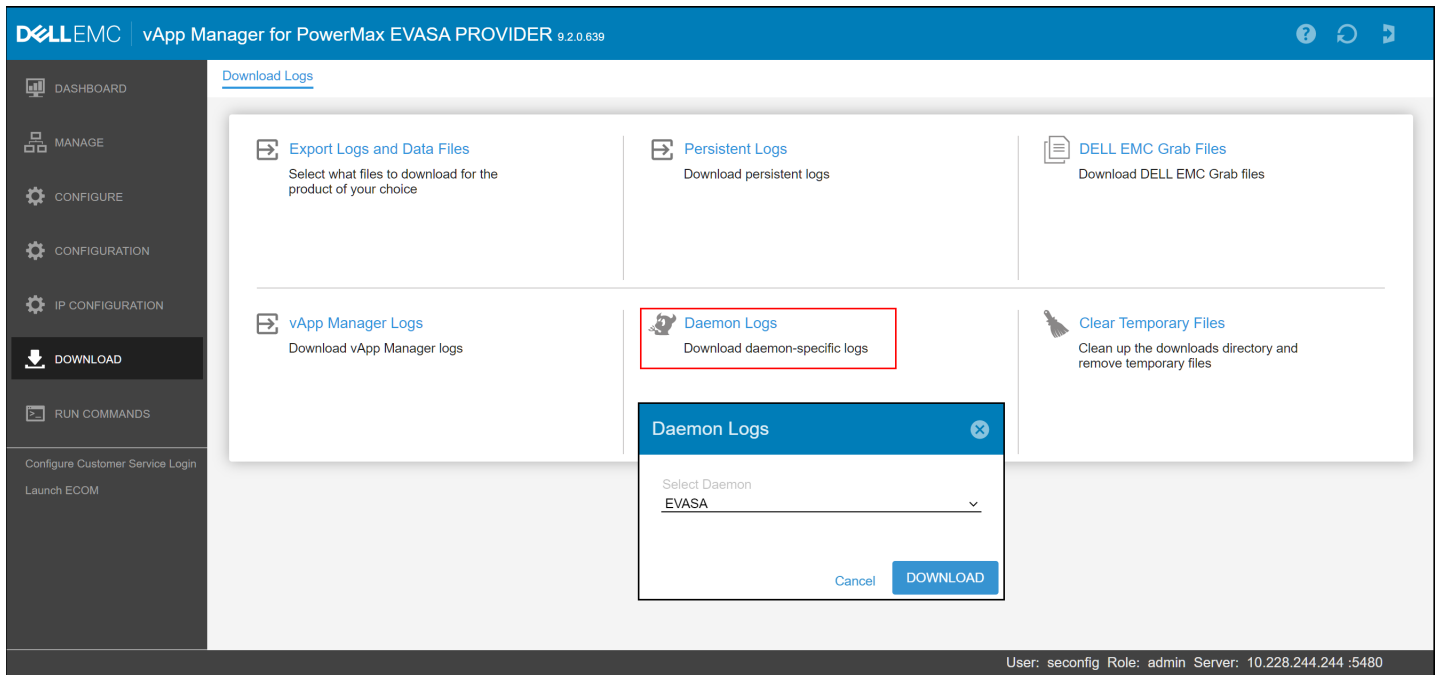 DELLEMC vApp Manager for PowerMax EVASA PROVIDER 9.2.0.639
DASHBOARD
MANAGE
CONFIGURE
CONFIGURATION
IP CONFIGURATION
DOWNLOAD
RUN COMMANDS
Configure Customer Service Login
Launch ECOM
Download Logs
Export Logs and Data Files
Select what files to download for the
product of your choice
Persistent Logs
Download persistent logs
DELL EMC Grab Files
Download DELL EMC Grab files
vApp Manager Logs
Download vApp Manager logs
Daemon Logs
Download daemon-specific logs
Clear Temporary Files
Clean up the downloads directory and
remove temporary files
Daemon Logs
Select Daemon
EVASA
Cancel
DOWNLOAD
User: seconfig Role: admin Server: 10.228.244.244 :5480